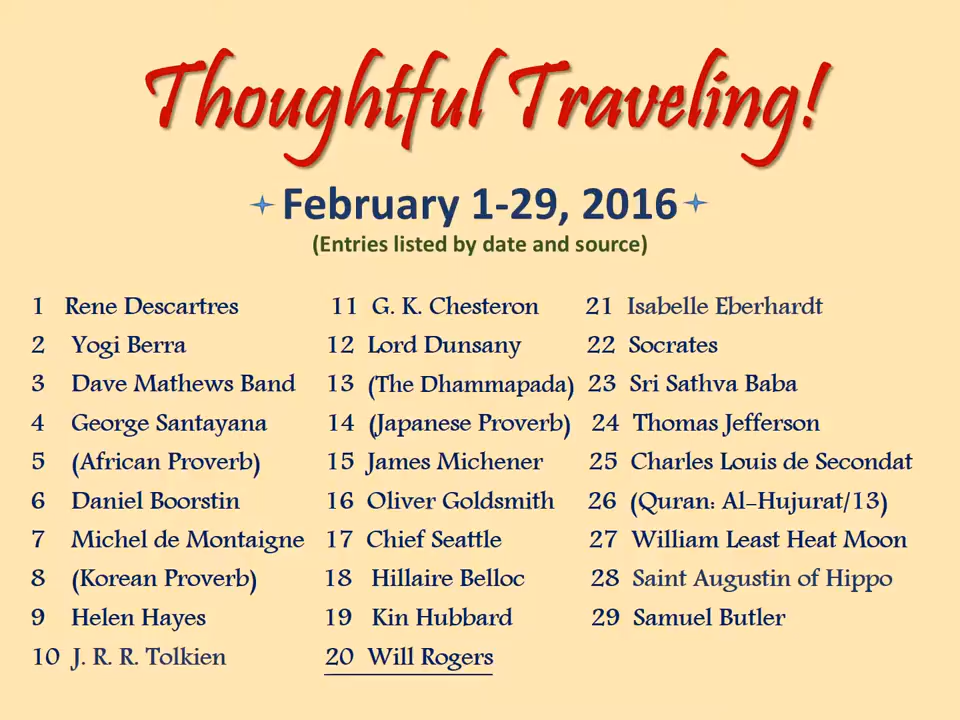 Thoughtful Traveling!
February 1-29, 2016
(Entries listed by date and source)
1 Rene Descartres
2 Yogi Berra
3 Dave Mathews Band
4 George Santayana
5 (African Proverb)
6 Daniel Boorstin
7 Michel de Montaigne
8 (Korean Proverb)
9 Helen Hayes
10 J. R. R. Tolkien
11 G. K. Chesteron
12 Lord Dunsany
13 (The Dhammapada)
14 (Japanese Proverb)
15 James Michener
16 Oliver Goldsmith
17 Chief Seattle
18 Hillaire Belloc
19 Kin Hubbard
20 Will Rogers
21 Isabelle Eberhardt
22 Socrates
23 Sri Sathva Baba
24 Thomas Jefferson
25 Charles Louis de Secondat
26 (Quran: Al-Hujurat/13)
27 William Least Heat Moon
28 Saint Augustin of Hippo
29 Samuel Butler